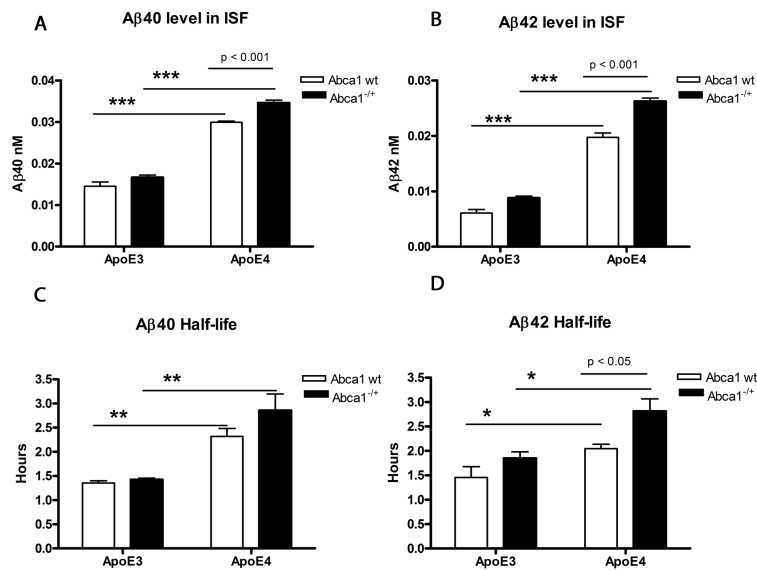 A
Aβ40 level in ISF
p < 0.001
***
***
Abca1 wt
Abca1-/+
0.04
0.03
0.02
0.01
0.00
Aβ40 nM
ApoE3
ApoE4
B
Aβ42 level in ISF
p < 0.001
***
***
Abca1 wt
Abca1-/+
0.03
0.02
0.01
0.00
Aβ42 nM
ApoE3
ApoE4
C
Aβ40 Half-life
**
**
Abca1 wt
Abca1-/+
3.5
3.0
2.5
2.0
1.5
1.0
0.5
0.0
Hours
ApoE3
ApoE4
D
Aβ42 Half-life
p < 0.05
*
*
Abca1 wt
Abca1-/+
3.5
3.0
2.5
2.0
1.5
1.0
0.5
0.0
Hours
ApoE3
ApoE4